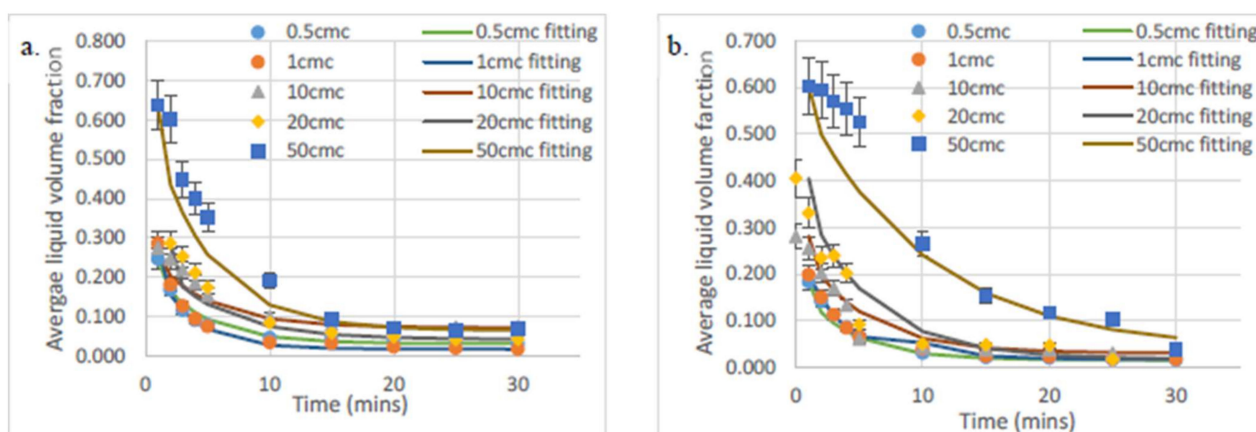 a.
Avergae liquid volume fraction
0.800
0.700
0.600
0.500
0.400
0.300
0.200
0.100
0.000
0 10 20 30
Time (mins)
0.5cmc 0.5cmc fitting
1cmc 1cmc fitting
10cmc 10cmc fitting
20cmc 20cmc fitting
50cmc 50cmc fitting
b.
Average liquid volume farction
0.700
0.600
0.500
0.400
0.300
0.200
0.100
0.000
0 10 20 30
Time (mins)
0.5cmc 0.5cmc fitting
1cmc 1cmc fitting
10cmc 10cmc fitting
20cmc 20cmc fitting
50cmc 50cmc fitting